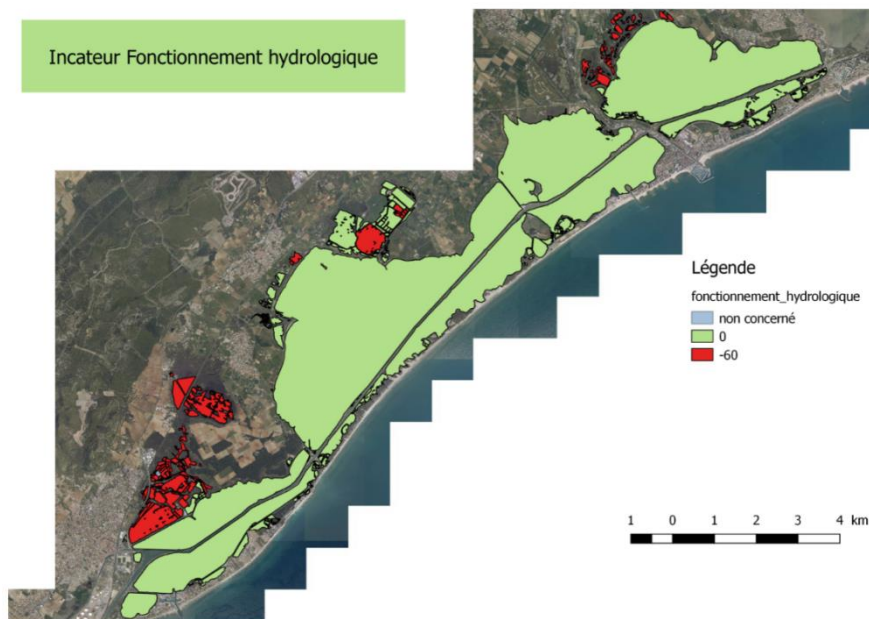 Incateur Fonctionnement hydrologique
Légende
fonctionnement_hydrologique
non concerné
0
-60
1 0 1 2 3 4 km